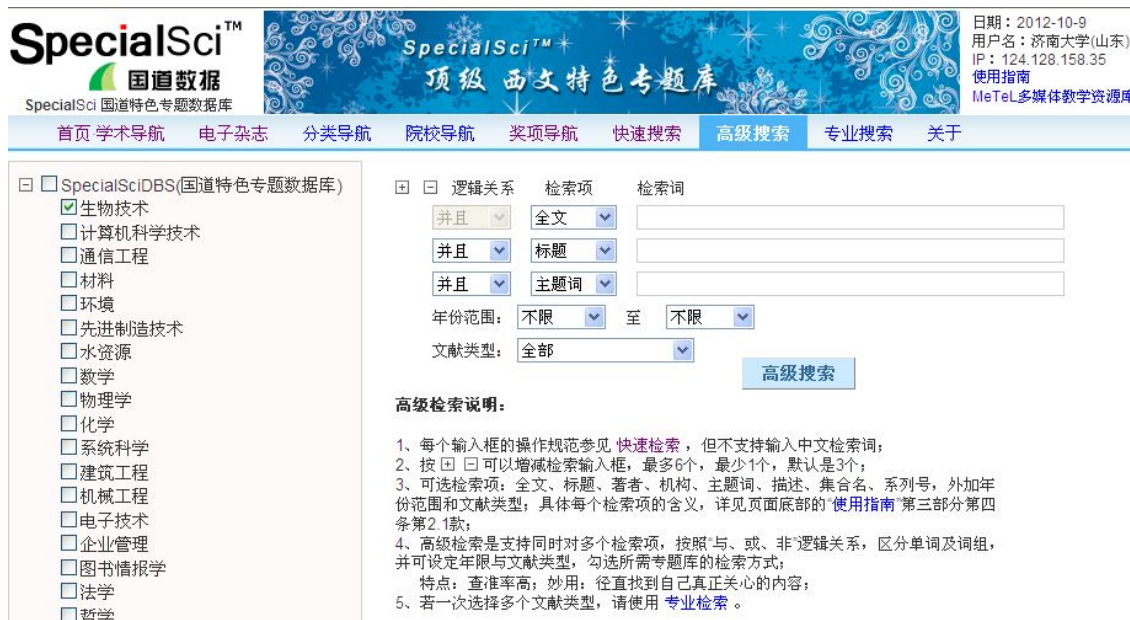 SpecialSci™
国道数据
SpecialSci 国道特色专题数据库
SpecialSci™
顶级 西文特色专题库
日期：2012-10-9
用户名：济南大学(山东)
IP：124.128.158.35
使用指南
MeTeL多媒体教学资源库
首页 学术导航 电子杂志 分类导航 院校导航 奖项导航 快速搜索 高级搜索 专业搜索 关于
SpecialSciDBS(国道特色专题数据库)
生物技术
计算机科学技术
通信工程
材料
环境
先进制造技术
水资源
数学
物理学
化学
系统科学
建筑工程
机械工程
电子技术
企业管理
图书情报学
法学
哲学
逻辑关系 检索项 检索词
并且 全文
并且 标题
并且 主题词
年份范围： 不限 至 不限
文献类型： 全部
高级搜索
高级检索说明：
1、每个输入框的操作规范参见 快速检索 ，但不支持输入中文检索词；
2、按 可以增减检索输入框，最多6个，最少1个，默认是3个；
3、可选检索项：全文、标题、著者、机构、主题词、描述、集合名、系列号，外加年
份范围和文献类型；具体每个检索项的含义，详见页面底部的“使用指南”第三部分第四
条第2.1款；
4、高级检索是支持同时对多个检索项，按照“与、或、非”逻辑关系，区分单词及词组，
并可设定年限与文献类型，勾选所需专题库的检索方式；
特点：查准率高；妙用：径直找到自己真正关心的内容；
5、若一次选择多个文献类型，请使用 专业检索 。